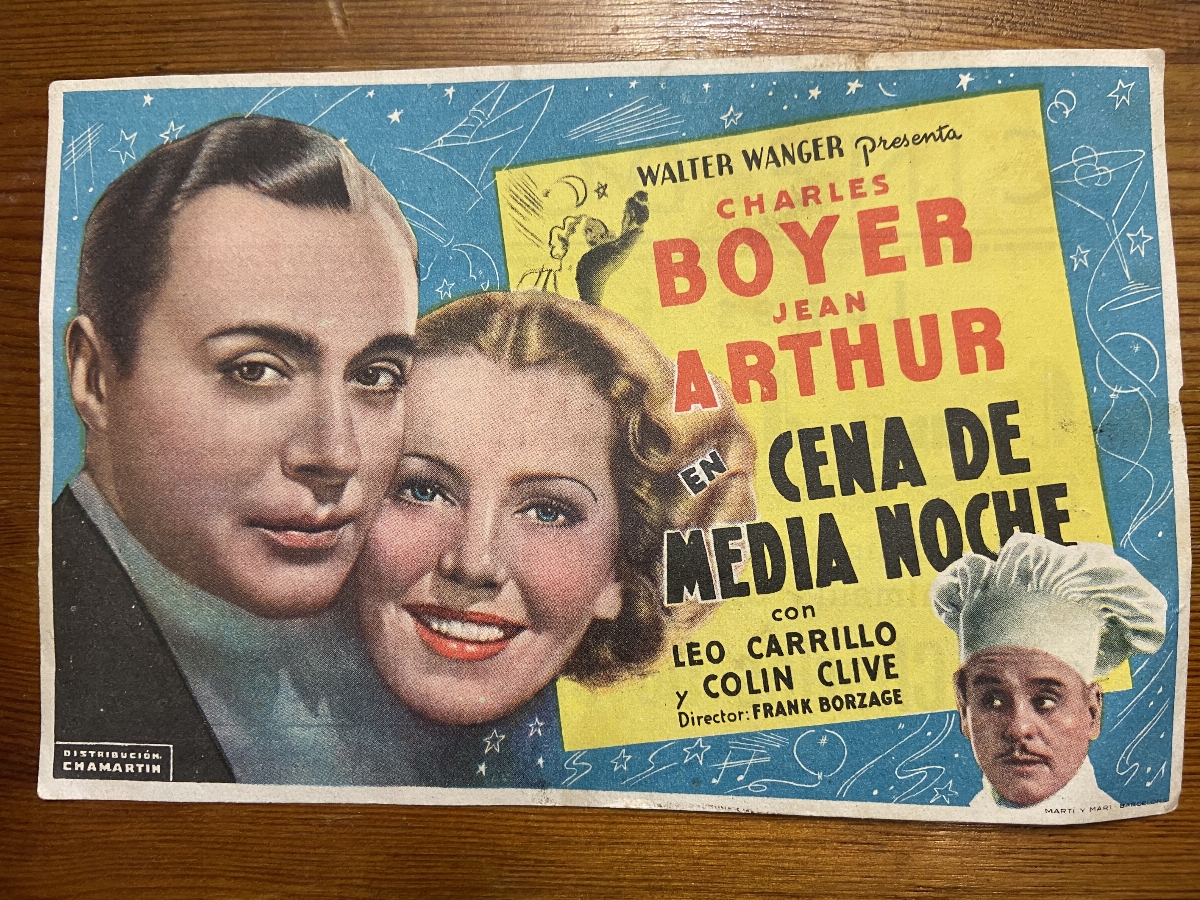 WALTER WANGER presenta
CHARLES
BOYER
JEAN
ARTHUR
EN CENA DE
MEDIA NOCHE
con
LEO CARRILLO
y COLIN CLIVE
Director: FRANK BORZAGE
DISTRIBUCIÓN
CHAMARTIN
MARTI Y MARI BARCELONA